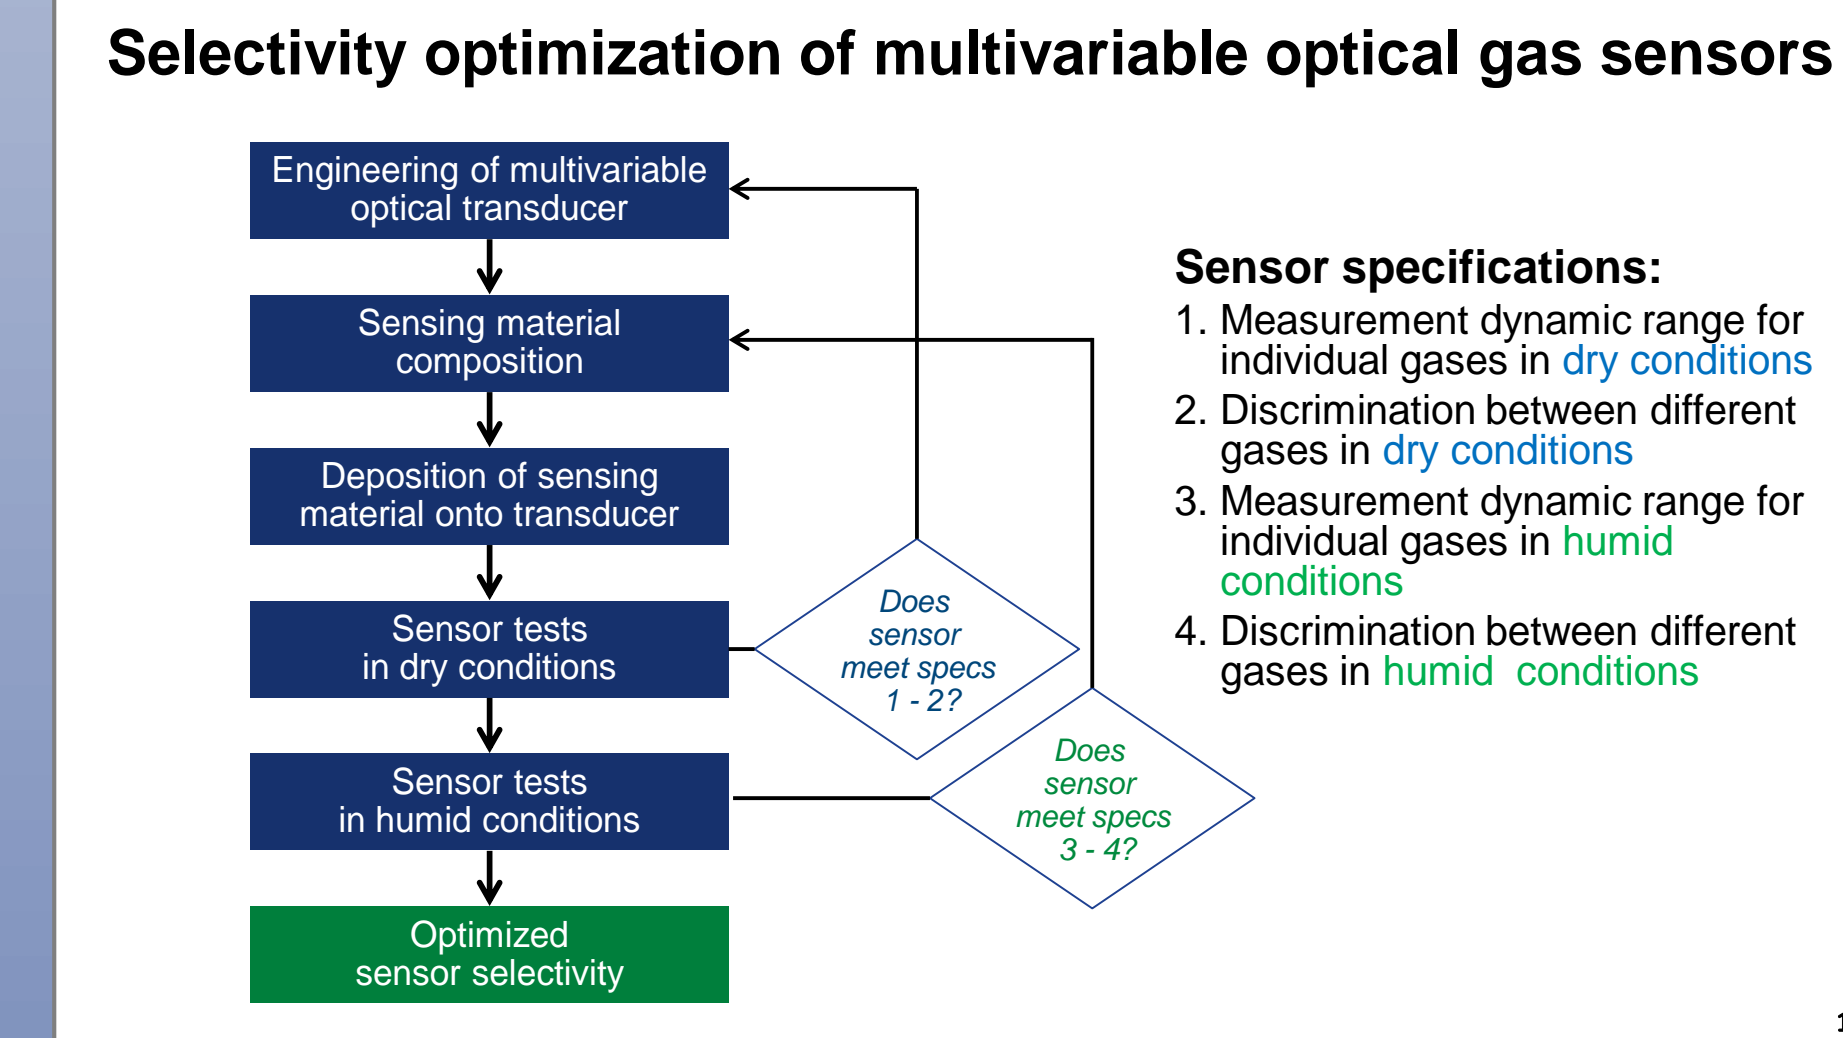 Selectivity optimization of multivariable optical gas sensors
Engineering of multivariable
optical transducer
Sensing material
composition
Deposition of sensing
material onto transducer
Sensor tests
in dry conditions
Sensor tests
in humid conditions
Optimized
sensor selectivity
Does
sensor
meet specs
1 - 2?
Does
sensor
meet specs
3 - 4?
Sensor specifications:
1. Measurement dynamic range for
individual gases in dry conditions
2. Discrimination between different
gases in dry conditions
3. Measurement dynamic range for
individual gases in humid
conditions
4. Discrimination between different
gases in humid  conditions